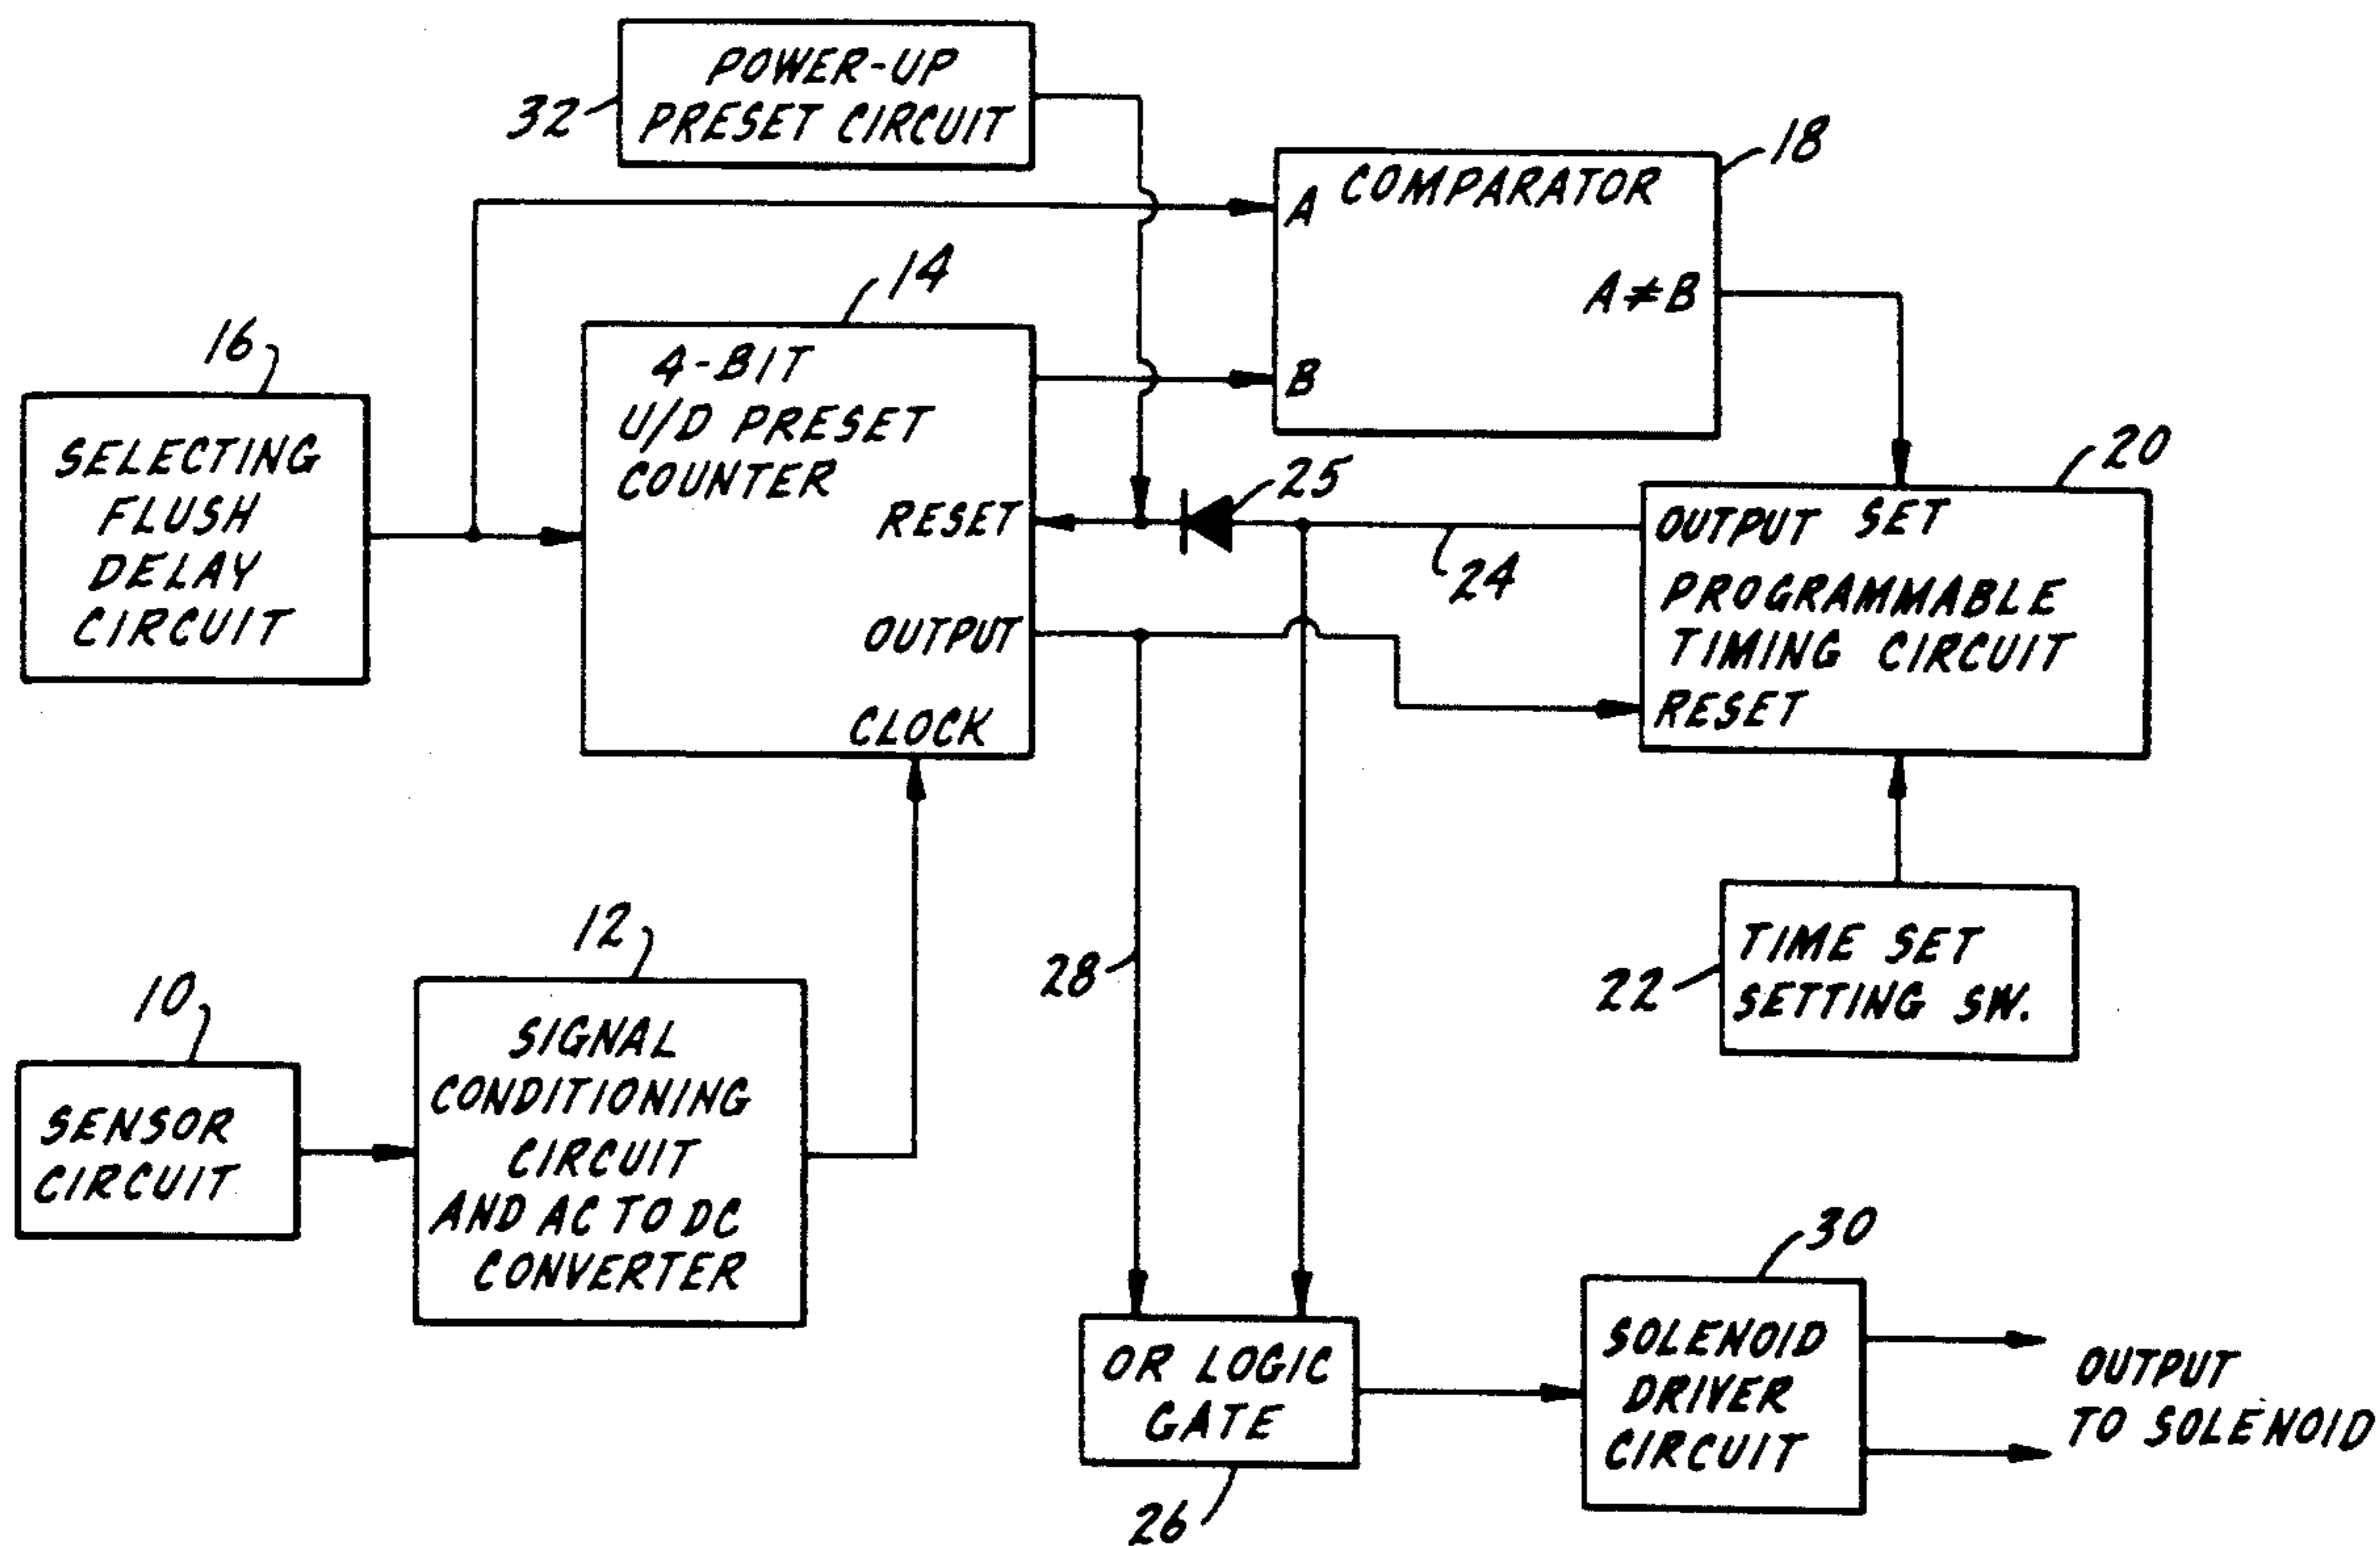 POWER-UP
PRESET CIRCUIT
32
18
COMPARATOR
A
A≠B
B
14
4-BIT
U/D PRESET
COUNTER
RESET
OUTPUT
CLOCK
16
SELECTING
FLUSH
DELAY
CIRCUIT
25
24
20
OUTPUT SET
PROGRAMMABLE
TIMING CIRCUIT
RESET
22
TIME SET
SETTING SW.
28
12
SIGNAL
CONDITIONING
CIRCUIT
AND AC TO DC
CONVERTER
10
SENSOR
CIRCUIT
OR LOGIC
GATE
26
30
SOLENOID
DRIVER
CIRCUIT
OUTPUT
TO SOLENOID